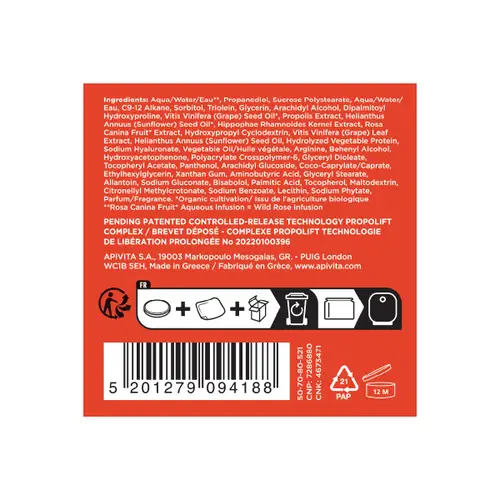 Ingredients: Aqua/Water/Eau**, Propanediol, Sucrose Polystearate, Aqua/Water/
Eau, C9-12 Alkane, Sorbitol, Triolein, Glycerin, Arachidyl Alcohol, Dipalmitoyl
Hydroxyproline, Vitis Vinifera (Grape) Seed Oil*, Propolis Extract, Helianthus
Annuus (Sunflower) Seed Oil*, Hippophae Rhamnoides Kernel Extract, Rosa
Canina Fruit* Extract, Hydroxypropyl Cyclodextrin, Vitis Vinifera (Grape) Leaf
Extract, Helianthus Annuus (Sunflower) Seed Oil, Hydrolyzed Vegetable Protein,
Sodium Hyaluronate, Vegetable Oil/Huile végétale, Arginine, Behenyl Alcohol,
Hydroxyacetophenone, Polyacrylate Crosspolymer-6, Glyceryl Dioleate,
Tocopheryl Acetate, Panthenol, Arachidyl Glucoside, Coco-Caprylate/Caprate,
Ethylhexylglycerin, Xanthan Gum, Aminobutyric Acid, Glyceryl Stearate,
Allantoin, Sodium Gluconate, Bisabolol, Palmitic Acid, Tocopherol, Maltodextrin,
Citronellyl Methylcrotonate, Sodium Benzoate, Lecithin, Sodium Phytate,
Parfum/Fragrance. *Organic cultivation/ Issu de l'agriculture biologique
**Rosa Canina Fruit* Aqueous Infusion = Wild Rose Infusion
PENDING PATENTED CONTROLLED-RELEASE TECHNOLOGY PROPOLIFT
COMPLEX / BREVET DÉPOSÉ - COMPLEXE PROPOLIFT TECHNOLOGIE
DE LIBÉRATION PROLONGÉE No 20220100396
APIVITA S.A., 19003 Markopoulo Mesogaias, GR. - PUIG London
WC1B 5EH, Made in Greece / Fabriqué en Grèce, www.apivita.com
FR
5 201279 094188
50-70-80-521
CNP: 7286880
CNK: 4673471
21
PAP
12 M